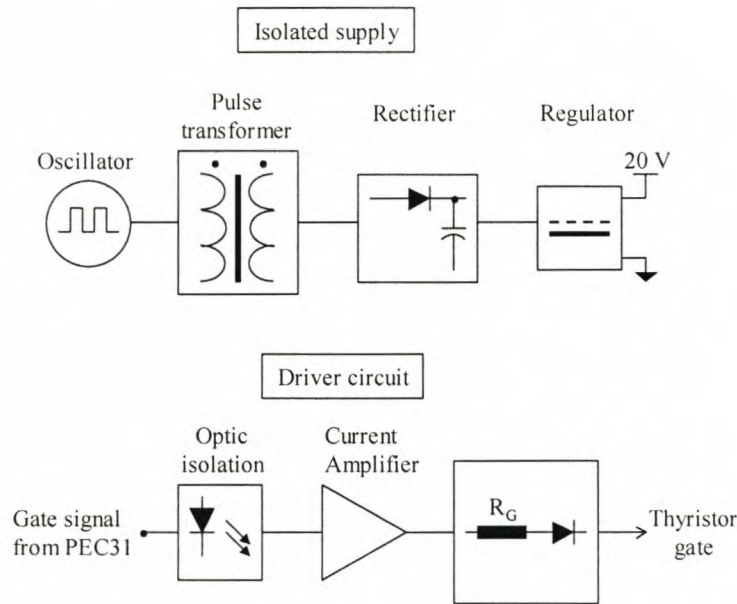 Isolated supply
Pulse
transformer
Rectifier
Regulator
Oscillator
20 V
Driver circuit
Optic
isolation
Current
Amplifier
Gate signal
from PEC31
R_G
Thyristor
gate